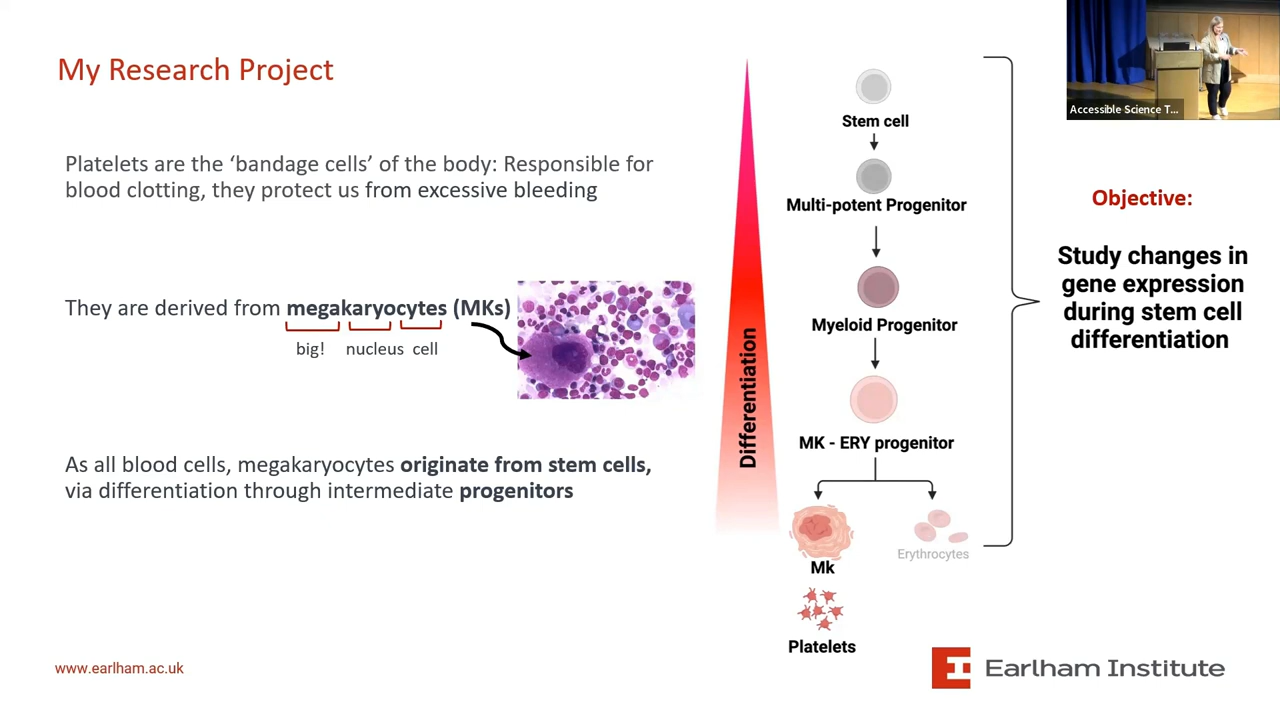 My Research Project
Platelets are the ‘bandage cells’ of the body: Responsible for
blood clotting, they protect us from excessive bleeding
They are derived from megakaryocytes (MKs)
big! nucleus cell
As all blood cells, megakaryocytes originate from stem cells,
via differentiation through intermediate progenitors
Differentiation
Stem cell
Multi-potent Progenitor
Myeloid Progenitor
MK - ERY progenitor
Mk
Erythrocytes
Platelets
Accessible Science T...
Objective:
Study changes in
gene expression
during stem cell
differentiation
www.earlham.ac.uk
Earlham Institute